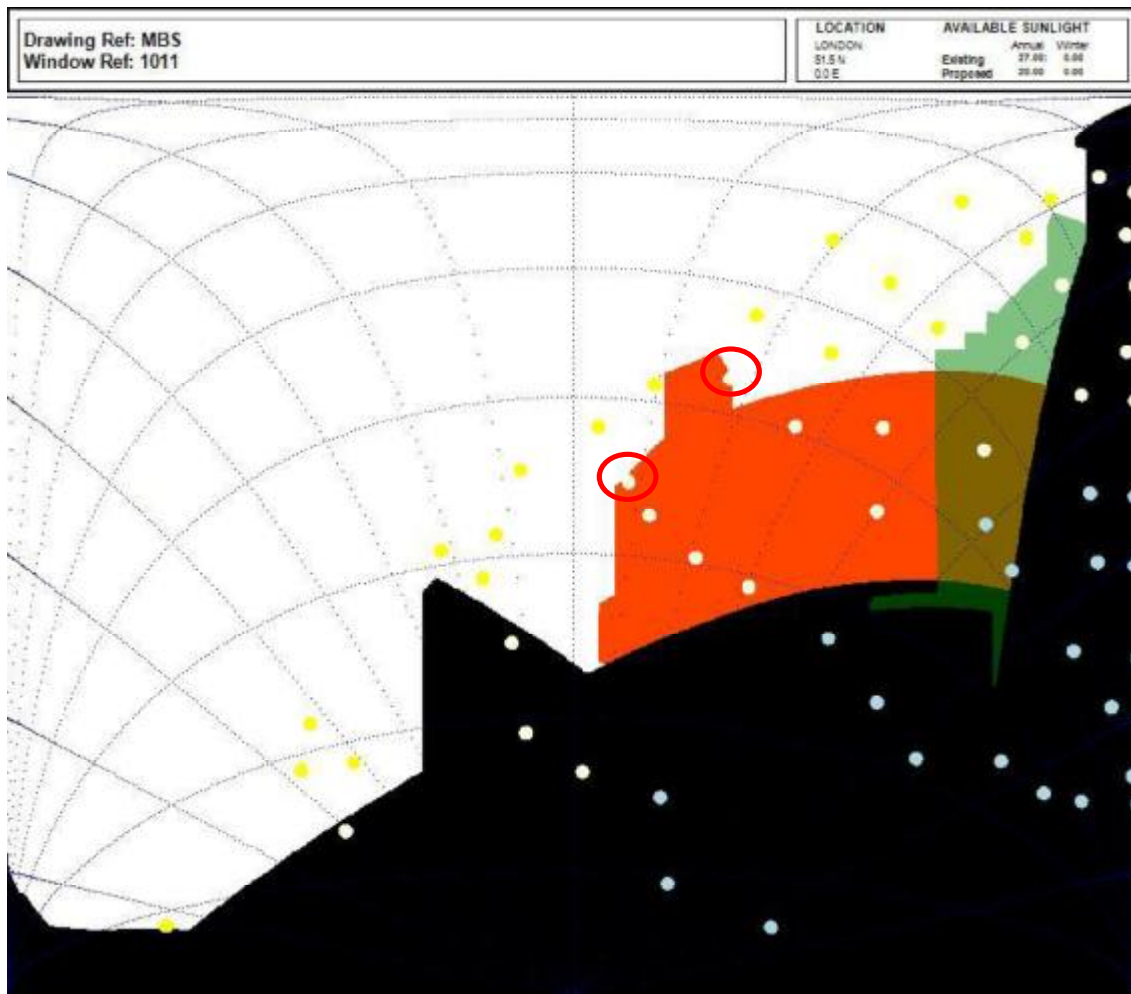 Drawing Ref: MBS
Window Ref: 1011
LOCATION
LONDON
51.5 N
0.0 E
AVAILABLE SUNLIGHT
Annual Winter
Existing 27.00 0.00
Proposed 20.00 0.00